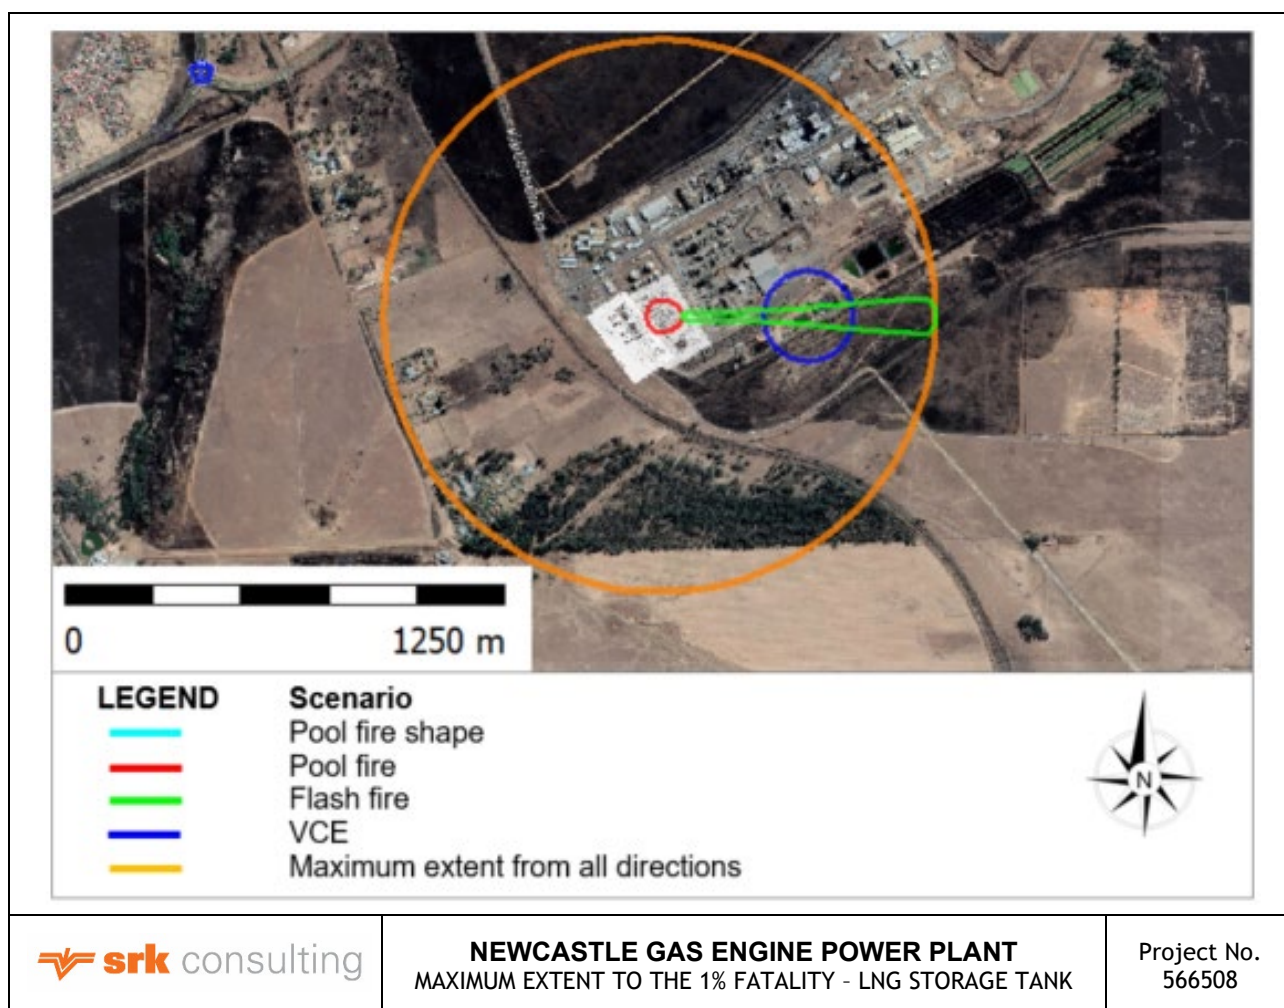 0 1250 m
LEGEND Scenario
Pool fire shape
Pool fire
Flash fire
VCE
Maximum extent from all directions
N
srk consulting
NEWCASTLE GAS ENGINE POWER PLANT
MAXIMUM EXTENT TO THE 1% FATALITY – LNG STORAGE TANK
Project No.
566508